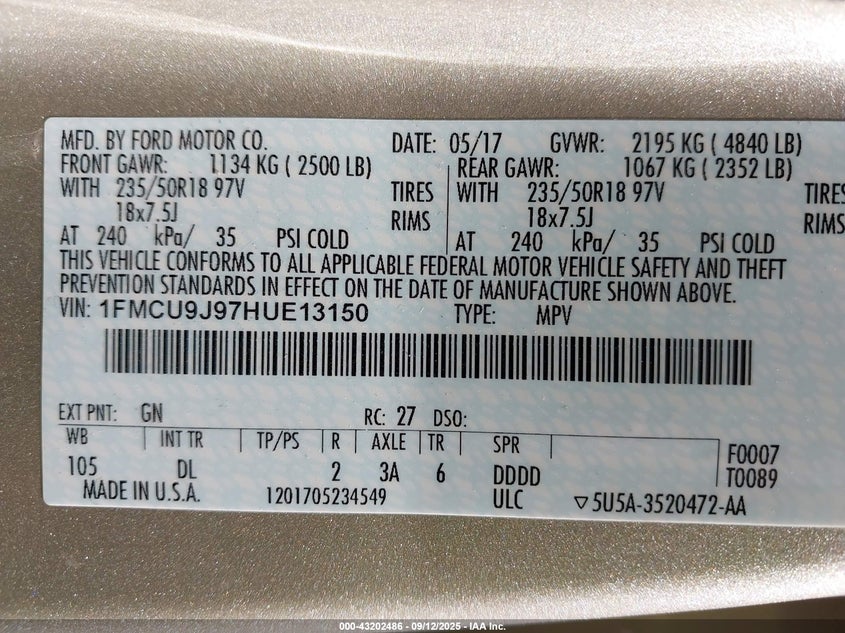 MFD. BY FORD MOTOR CO. DATE: 05/17 GVWR: 2195 KG ( 4840 LB)
FRONT GAWR: 1134 KG ( 2500 LB) REAR GAWR: 1067 KG ( 2352 LB)
WITH 235/50R18 97V TIRES WITH 235/50R18 97V TIRES
18x7.5J RIMS 18x7.5J RIMS
AT 240 kPa/ 35 PSI COLD AT 240 kPa/ 35 PSI COLD
THIS VEHICLE CONFORMS TO ALL APPLICABLE FEDERAL MOTOR VEHICLE SAFETY AND THEFT
PREVENTION STANDARDS IN EFFECT ON THE DATE OF MANUFACTURE SHOWN ABOVE.
VIN: 1FMCU9J97HUE13150 TYPE: MPV
EXT PNT: GN RC: 27 DSO:
WB INT TR TP/PS R AXLE TR SPR F0007
105 DL 2 3A 6 DDDD T0089
MADE IN U.S.A. 1201705234549 ULC ▽5U5A-3520472-AA
000-43202486 - 09/12/2025 - IAA Inc.